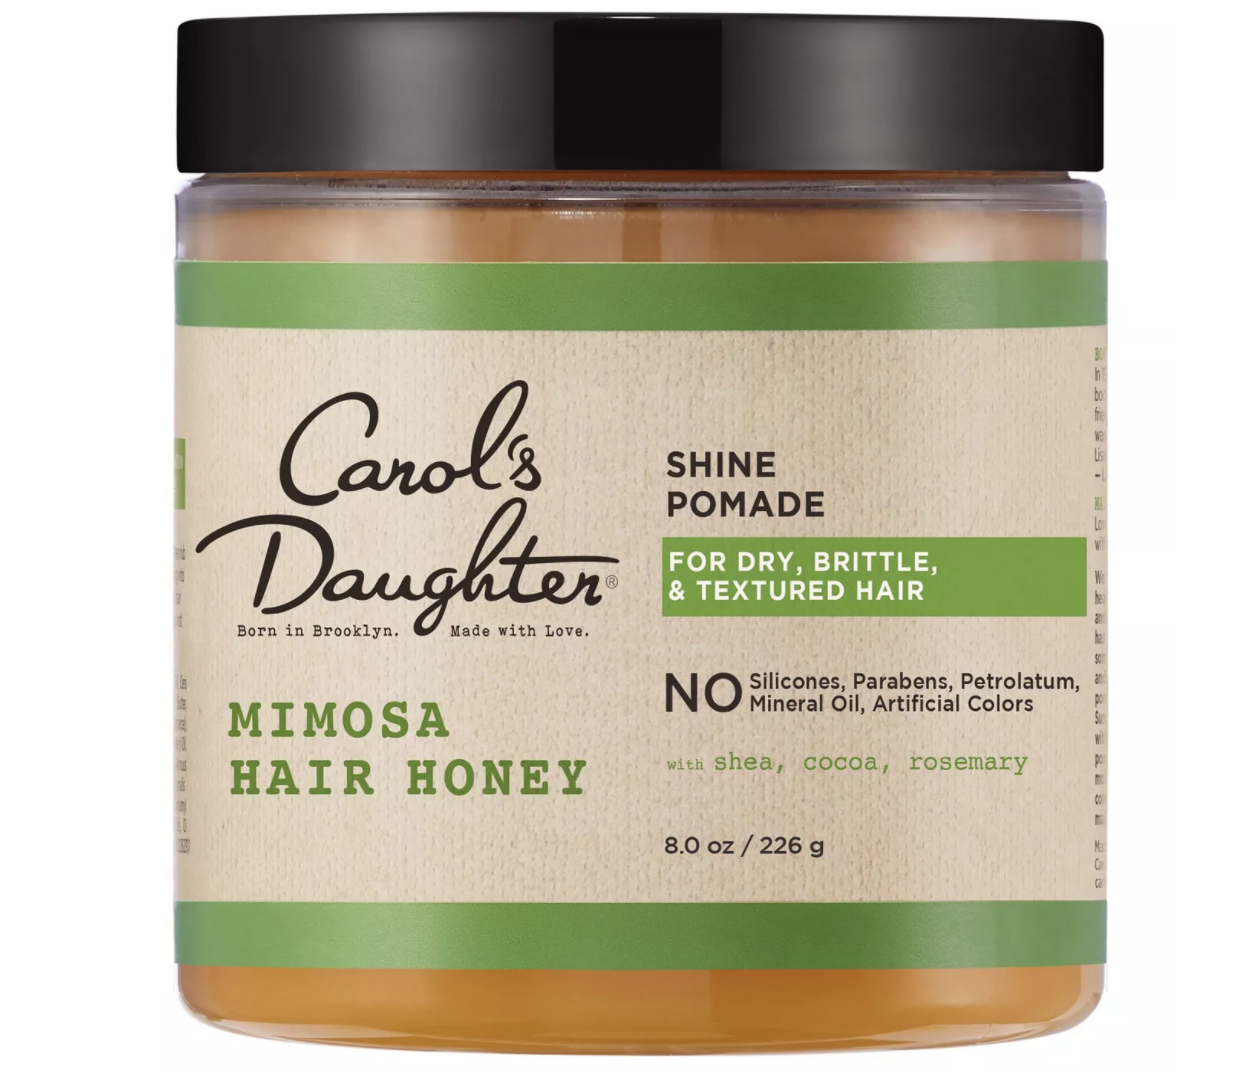 Carol's
Daughter®
Born in Brooklyn. Made with Love.
MIMOSA
HAIR HONEY
SHINE
POMADE
FOR DRY, BRITTLE,
& TEXTURED HAIR
NO Silicones, Parabens, Petrolatum,
Mineral Oil, Artificial Colors
with shea, cocoa, rosemary
8.0 oz / 226 g